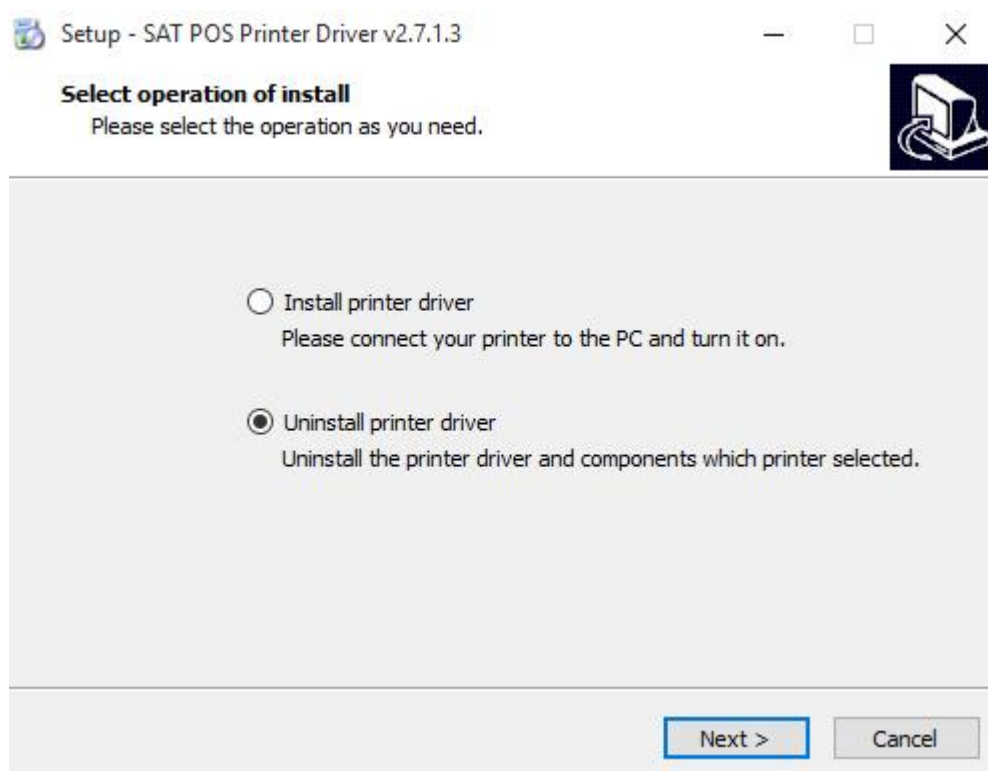 Setup - SAT POS Printer Driver v2.7.1.3
Select operation of install
Please select the operation as you need.
Install printer driver
Please connect your printer to the PC and turn it on.
Uninstall printer driver
Uninstall the printer driver and components which printer selected.
Next >
Cancel